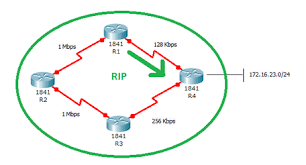 1841
R1
1 Mbps
128 Kbps
RIP
1841
R2
1841
R4
172.16.23.0/24
1 Mbps
256 Kbps
1841
R3